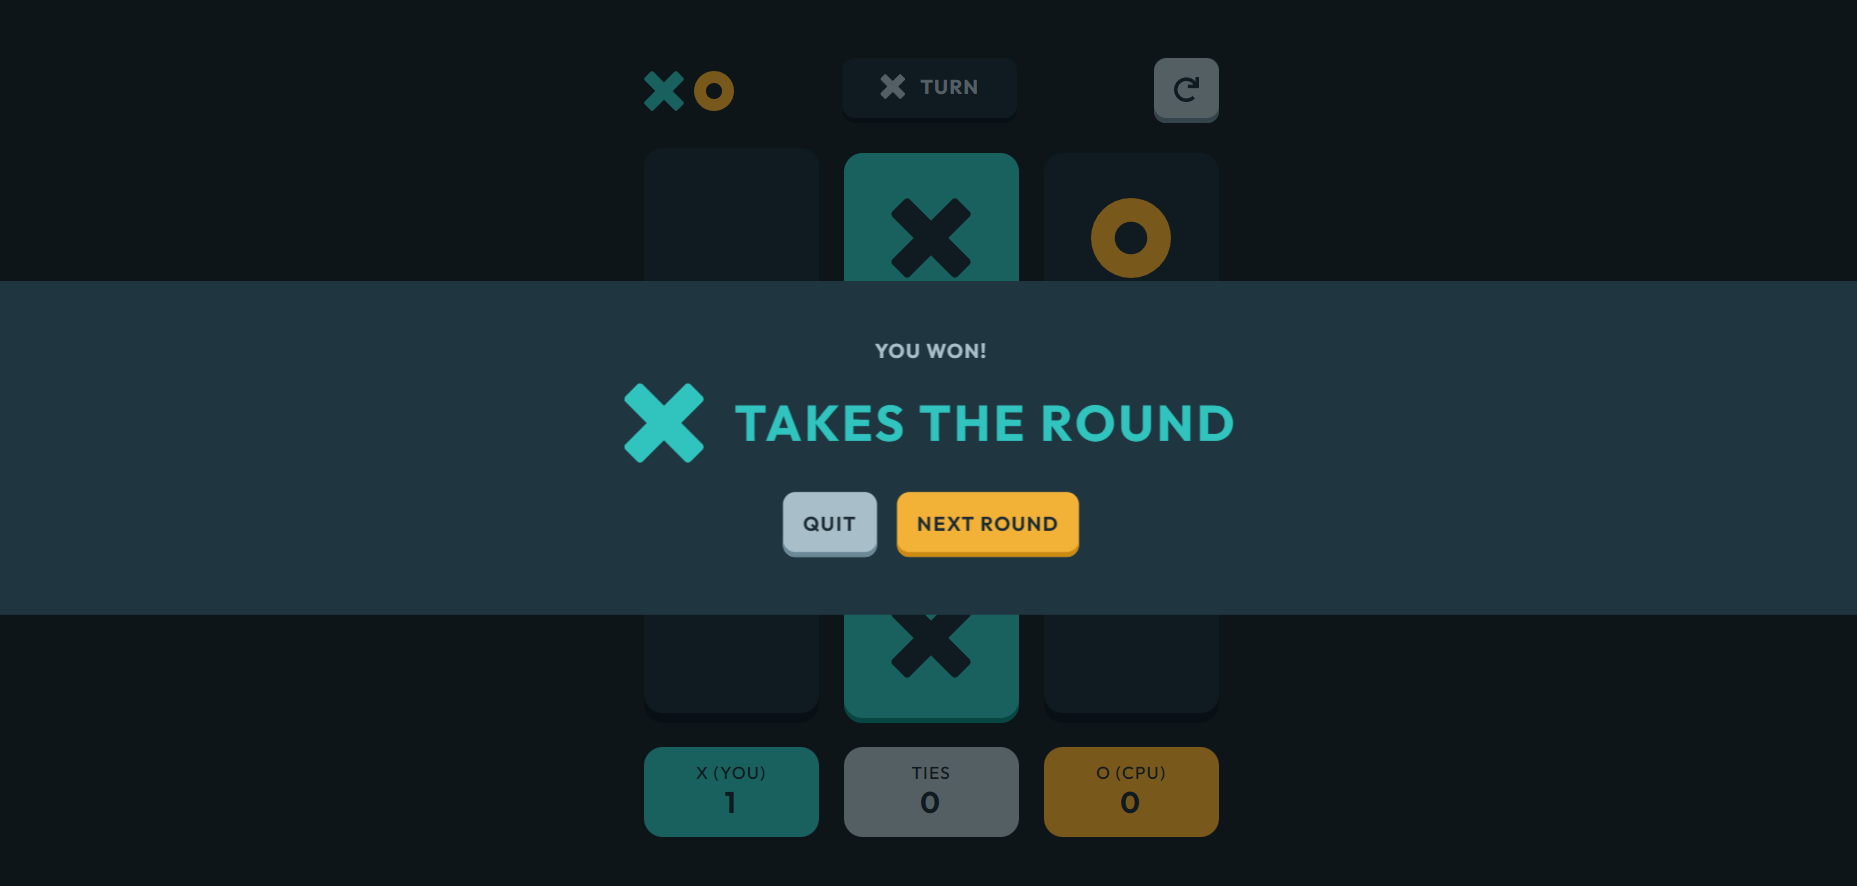 TURN
YOU WON!
TAKES THE ROUND
QUIT
NEXT ROUND
X (YOU)
1
TIES
0
O (CPU)
0